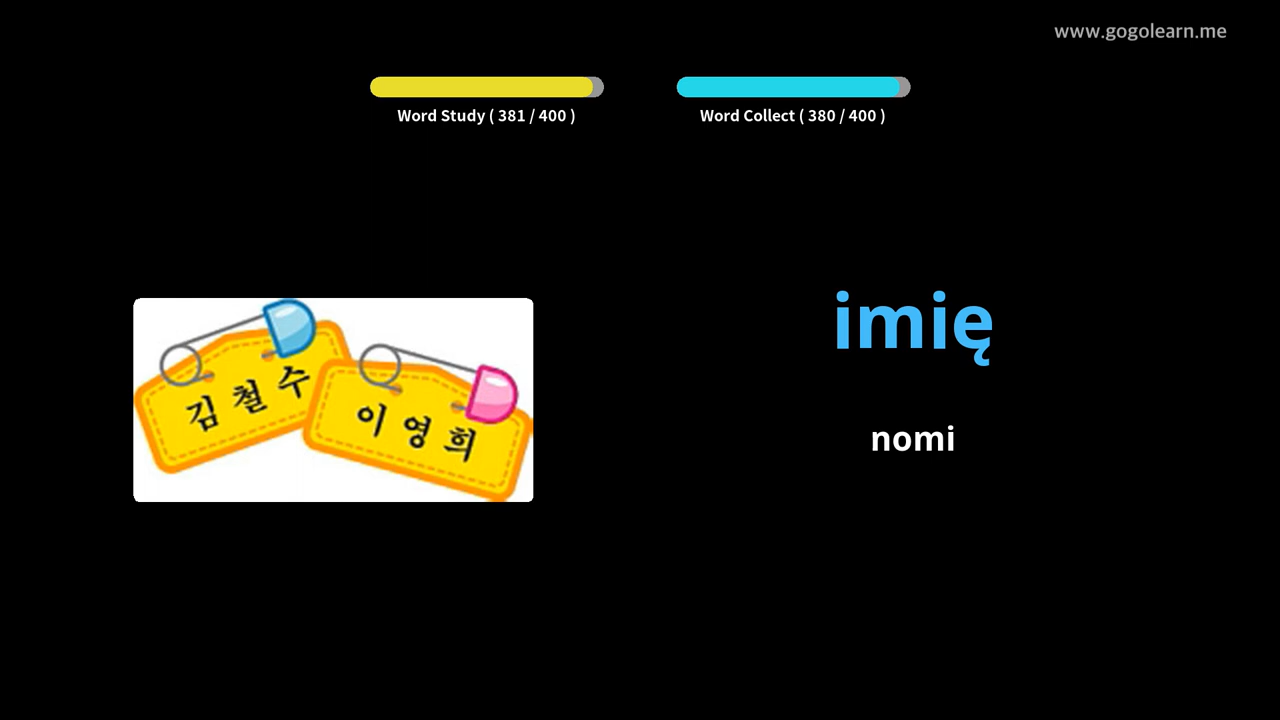 www.gogolearn.me
Word Study ( 381 / 400 )
Word Collect ( 380 / 400 )
김철수
이영희
imię
nomi